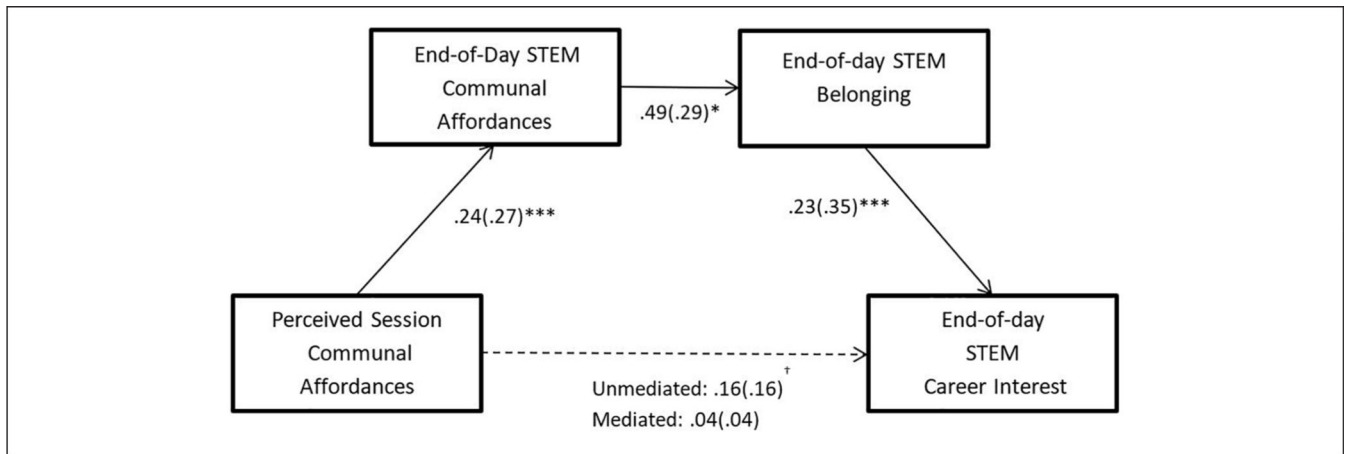 End-of-Day STEM
Communal
Affordances
.49(.29)*
End-of-day STEM
Belonging
.24(.27)***
.23(.35)***
Perceived Session
Communal
Affordances
Unmediated: .16(.16)†
Mediated: .04(.04)
End-of-day
STEM
Career Interest